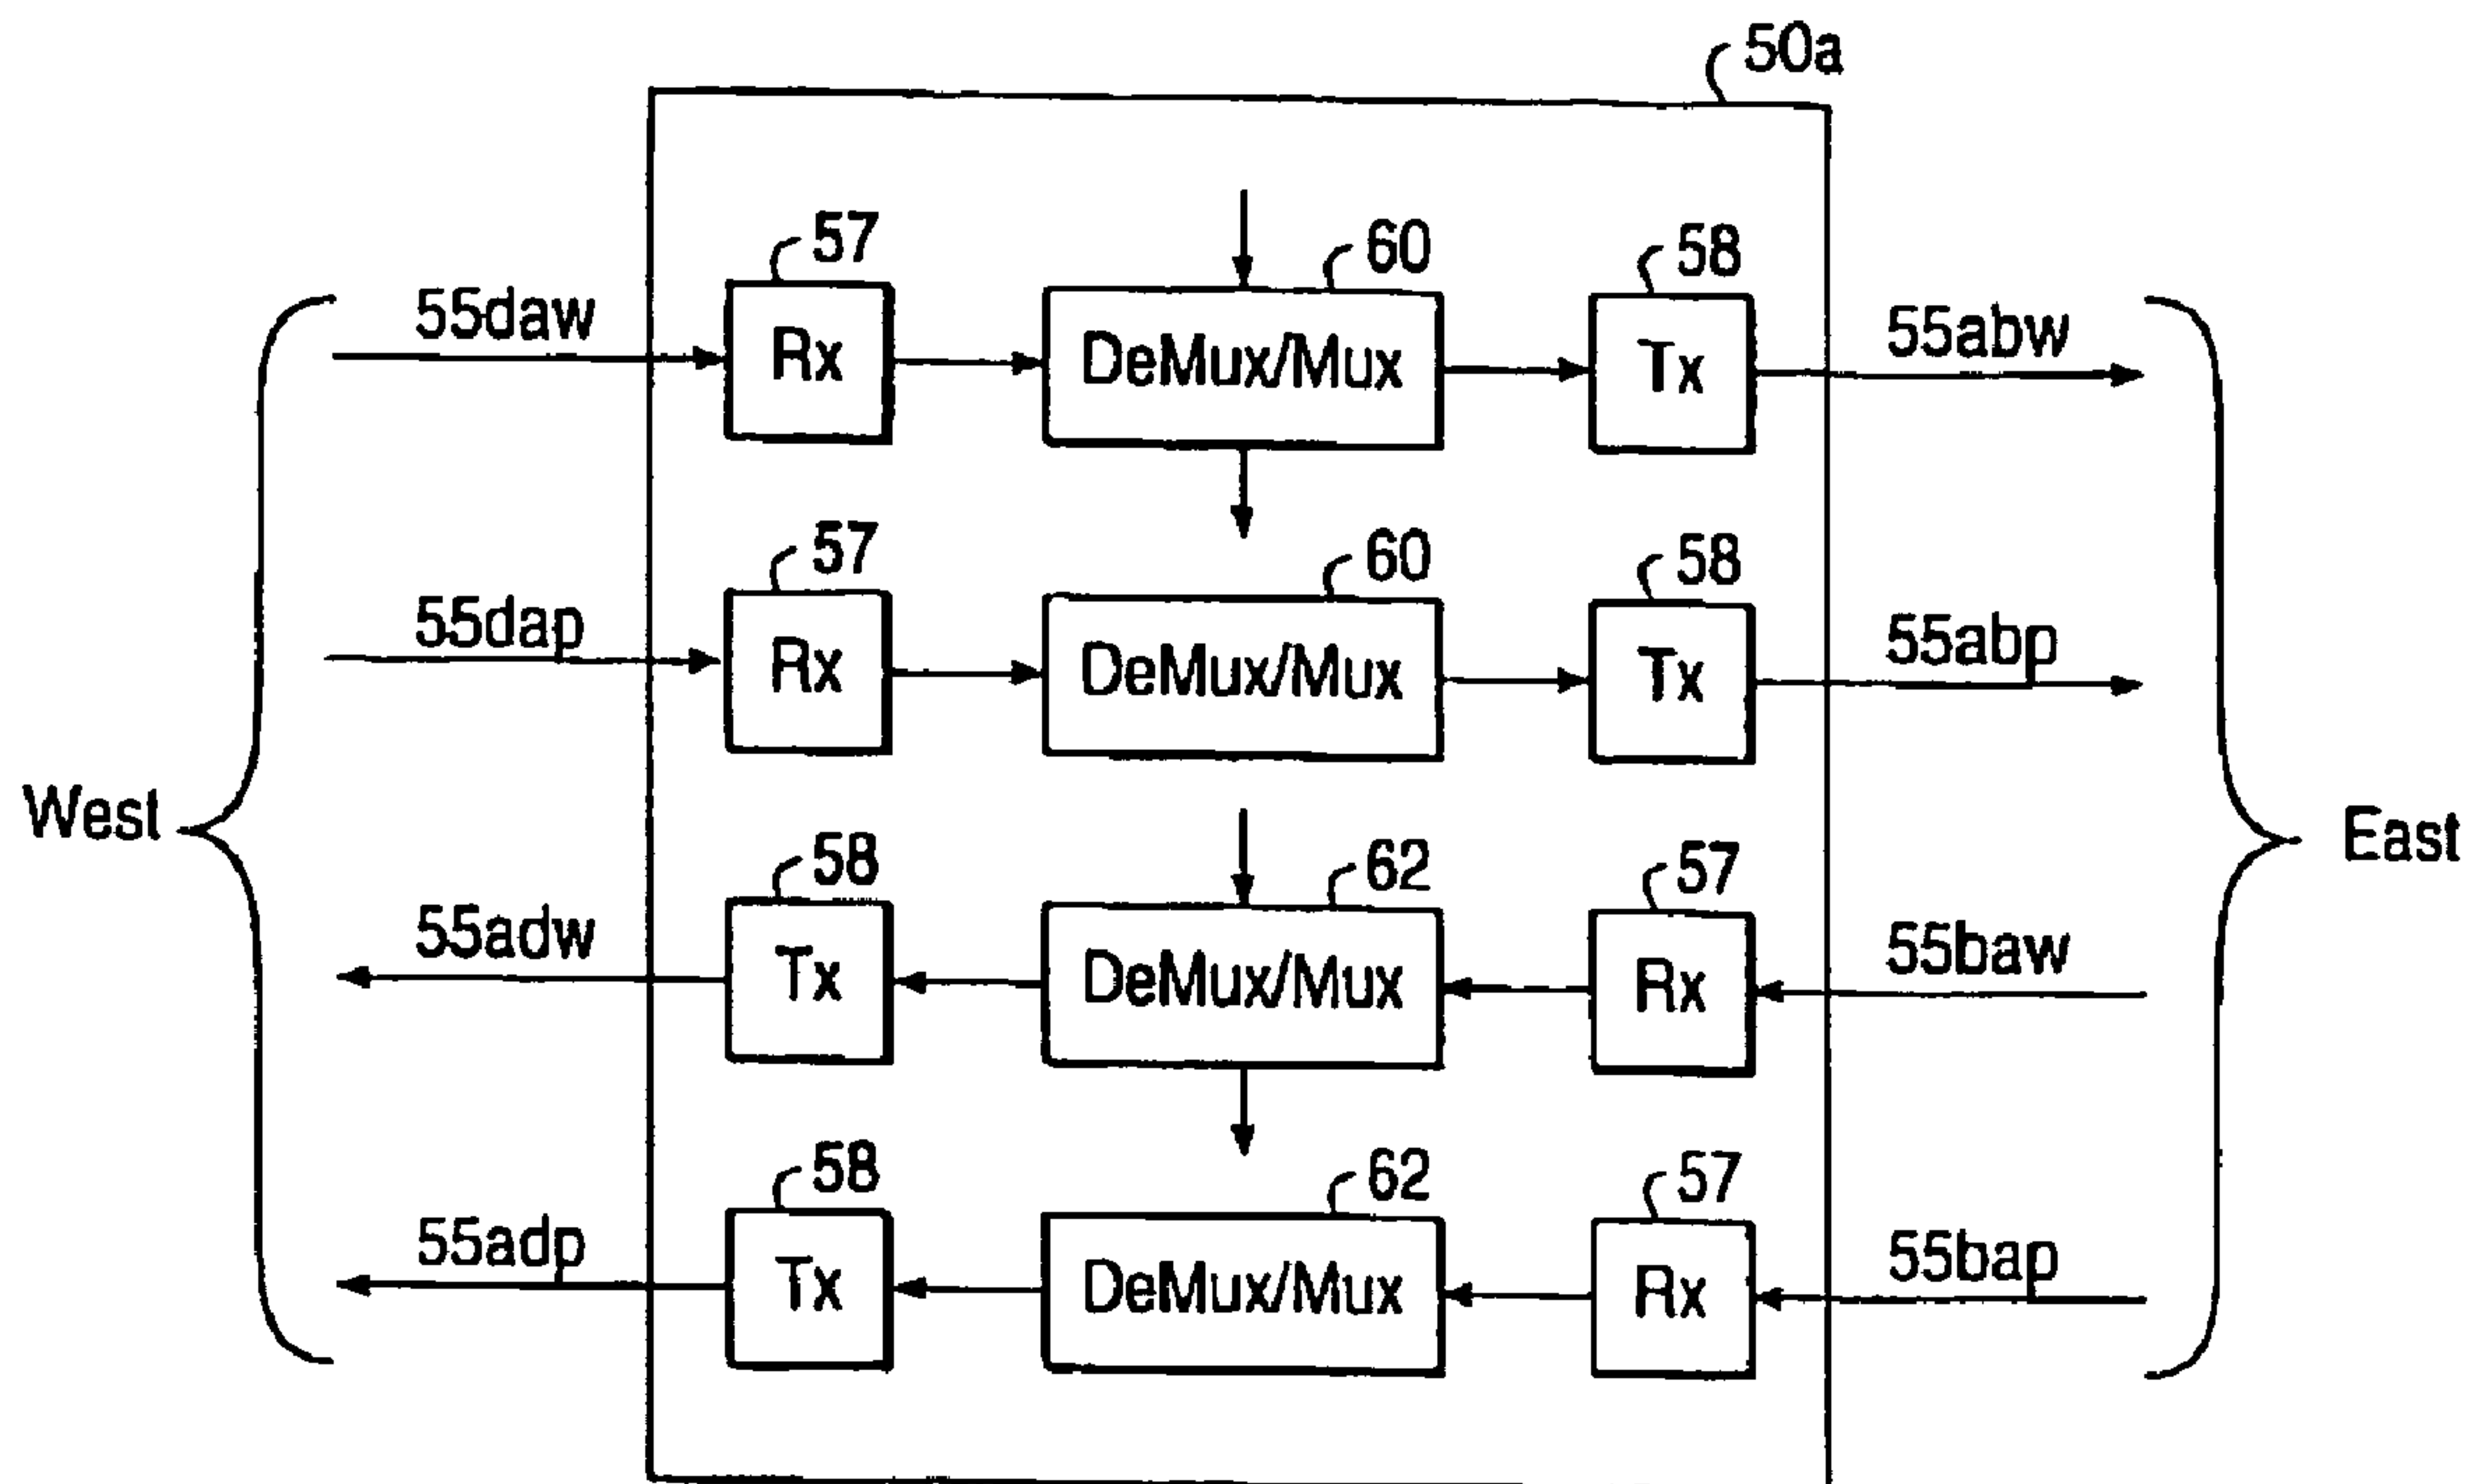 50a
57
60
58
55daw
Rx
DeMux/Mux
Tx
55abw
57
60
58
55dap
Rx
DeMux/Mux
Tx
55abp
West
East
58
62
57
55adw
Tx
DeMux/Mux
Rx
55baw
58
62
57
55adp
Tx
DeMux/Mux
Rx
55bap